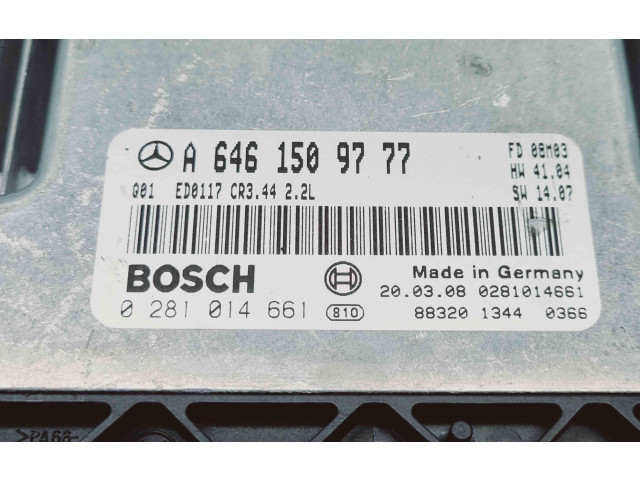 A 646 150 97 77
FD 08M03
HW 41.04
SW 14.07
Q01 ED0117 CR3.44 2.2L
BOSCH
Made in Germany
20.03.08 0281014661
0 281 014 661
810
88320 1344 0366
>PA66-